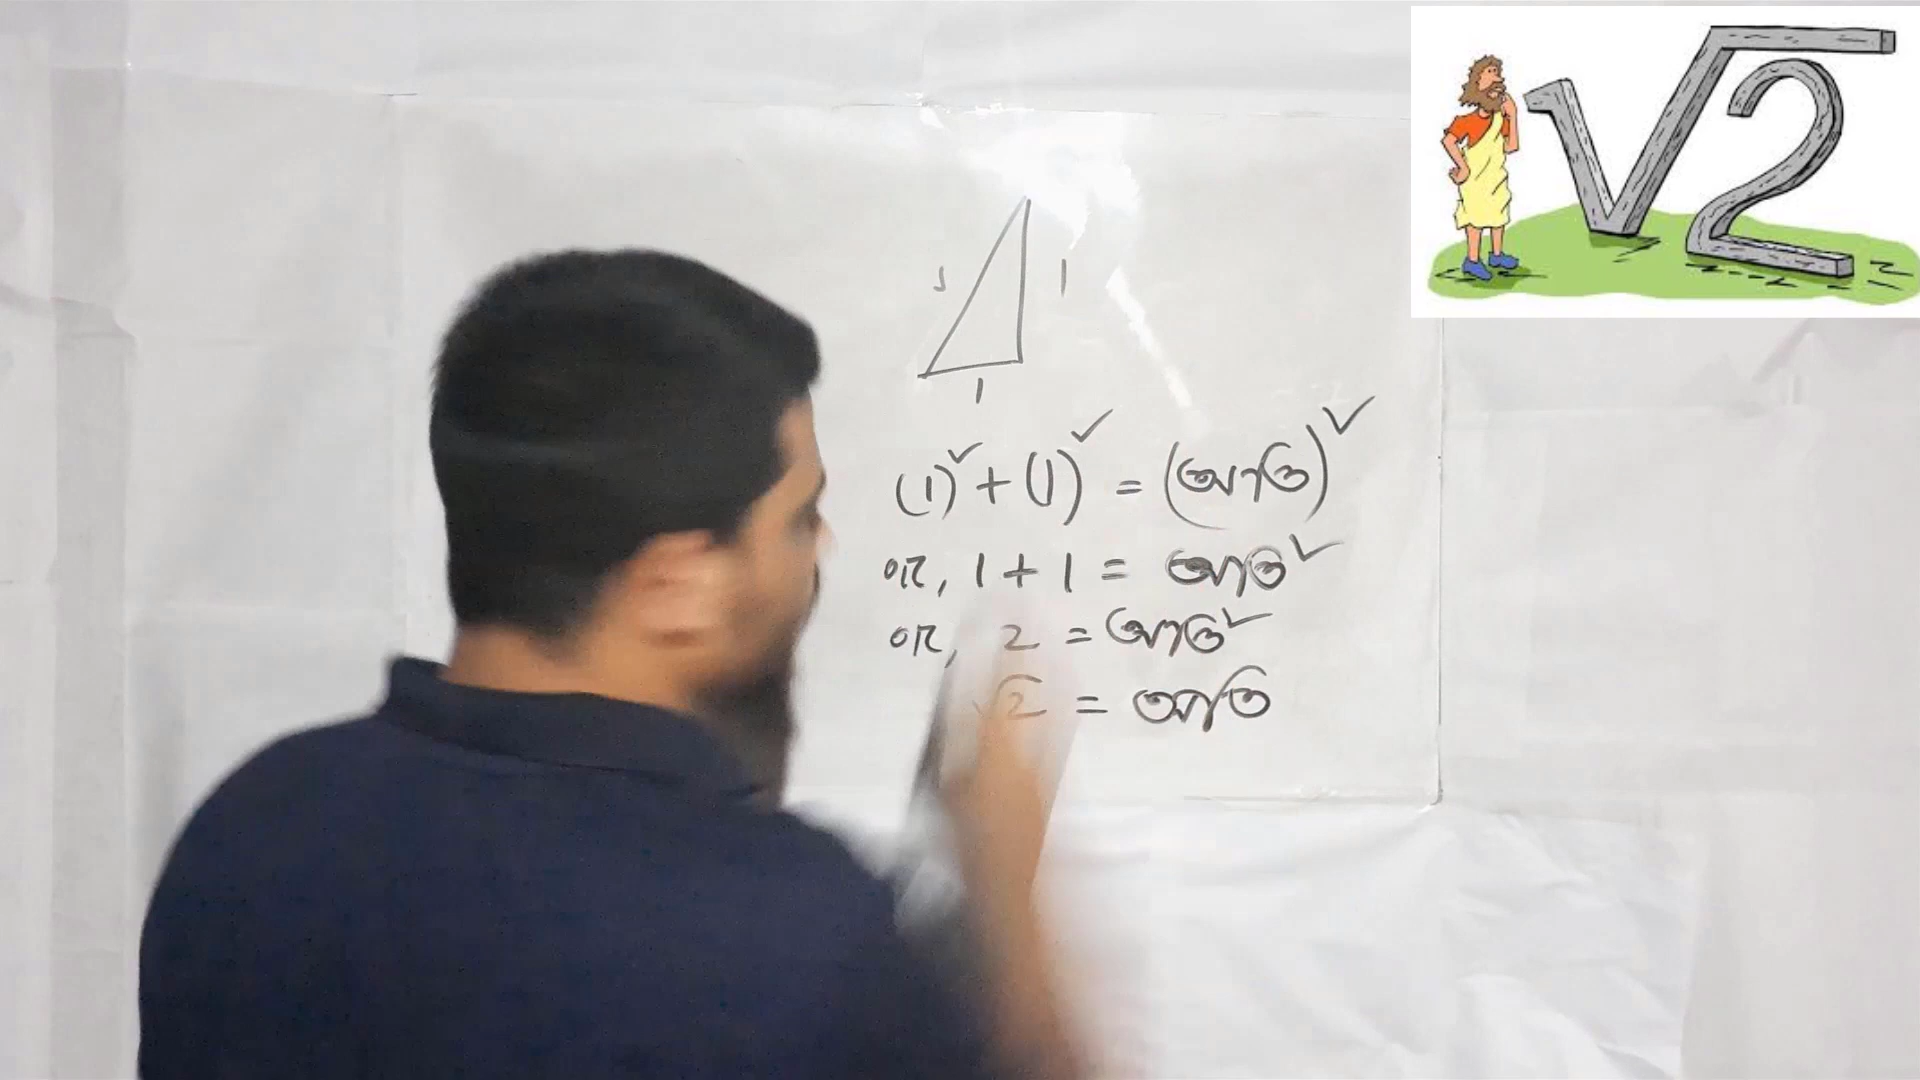 √2
1
1
(1)² + (1)² = (অতি)²
or, 1 + 1 = অতি²
or, 2 = অতি²
√2 = অতি